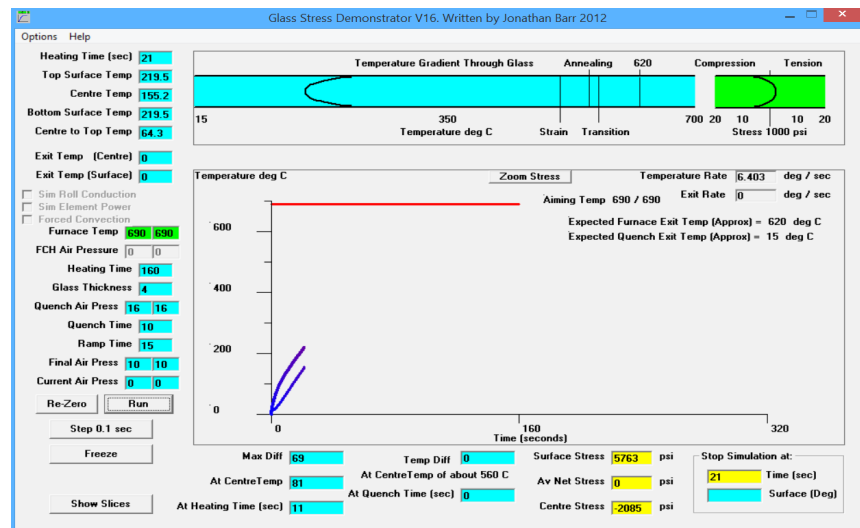 Glass Stress Demonstrator V16. Written by Jonathan Barr 2012
Options Help
Heating Time (sec) 21
Top Surface Temp 219.5
Centre Temp 155.2
Bottom Surface Temp 219.5
Centre to Top Temp 64.3
Exit Temp (Centre) 0
Exit Temp (Surface) 0
Sim Roll Conduction
Sim Element Power
Forced Convection
Furnace Temp 690 690
FCH Air Pressure 0 0
Heating Time 160
Glass Thickness 4
Quench Air Press 16 16
Quench Time 10
Ramp Time 15
Final Air Press 10 10
Current Air Press 0 0
Re-Zero Run
Step 0.1 sec
Freeze
Show Slices
Temperature Gradient Through Glass Annealing 620 Compression Tension
15 350 700 20 10 10 20
Temperature deg C Strain Transition Stress 1000 psi
Temperature deg C Zoom Stress Temperature Rate 6.403 deg / sec
Aiming Temp 690 / 690 Exit Rate 0 deg / sec
Expected Furnace Exit Temp (Approx) = 620 deg C
Expected Quench Exit Temp (Approx) = 15 deg C
600
400
200
0
0 160 320
Time (seconds)
Max Diff 69 Temp Diff 0 Surface Stress 5763 psi Stop Simulation at:
At CentreTemp 81 At CentreTemp of about 560 C Av Net Stress 0 psi 21 Time (sec)
At Heating Time (sec) 11 At Quench Time (sec) 0 Centre Stress -2085 psi Surface (Deg)